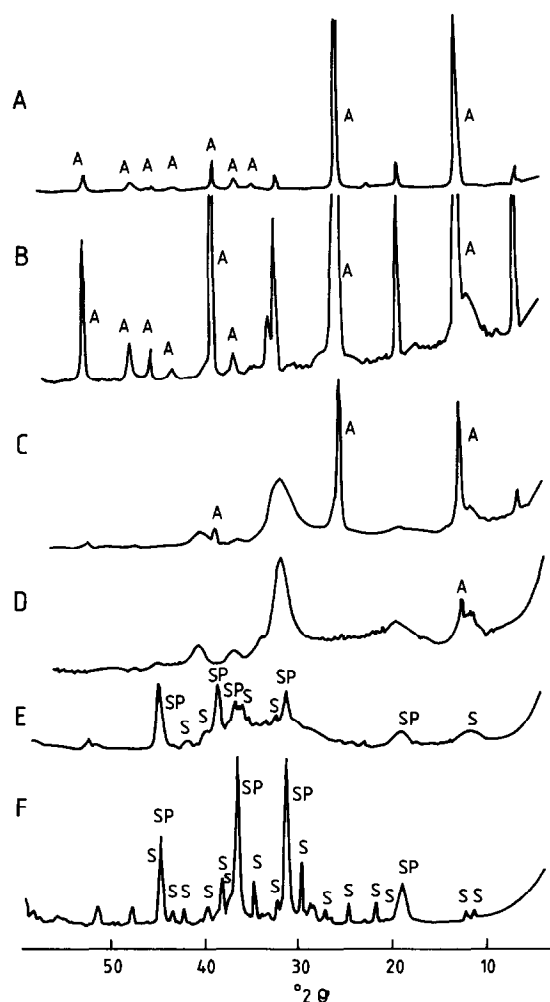 A
A A A A A A A A A
B
A A A A A A A A
C
A A A
D
A
E
SP S S SP SP S S SP SP S
F
S SP S S S S S SP S S SP S S S S S SP S S
50 40 30 20 10
°2 θ